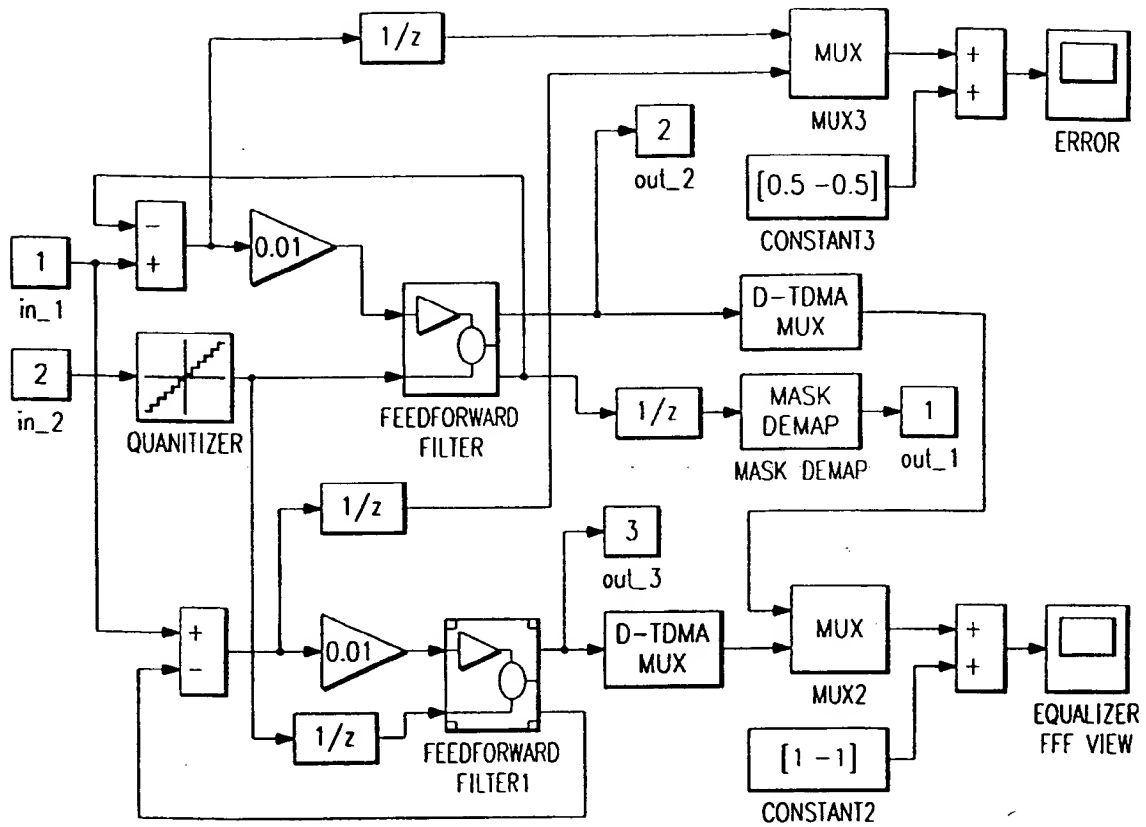 1/z
MUX
MUX3
+
+
ERROR
2
out_2
[0.5 -0.5]
CONSTANT3
−
+
0.01
1
in_1
2
in_2
QUANITIZER
FEEDFORWARD
FILTER
D-TDMA
MUX
1/z
MASK
DEMAP
MASK DEMAP
1
out_1
1/z
3
out_3
+
−
0.01
1/z
FEEDFORWARD
FILTER1
D-TDMA
MUX
MUX
MUX2
+
+
[1 -1]
CONSTANT2
EQUALIZER
FFF VIEW